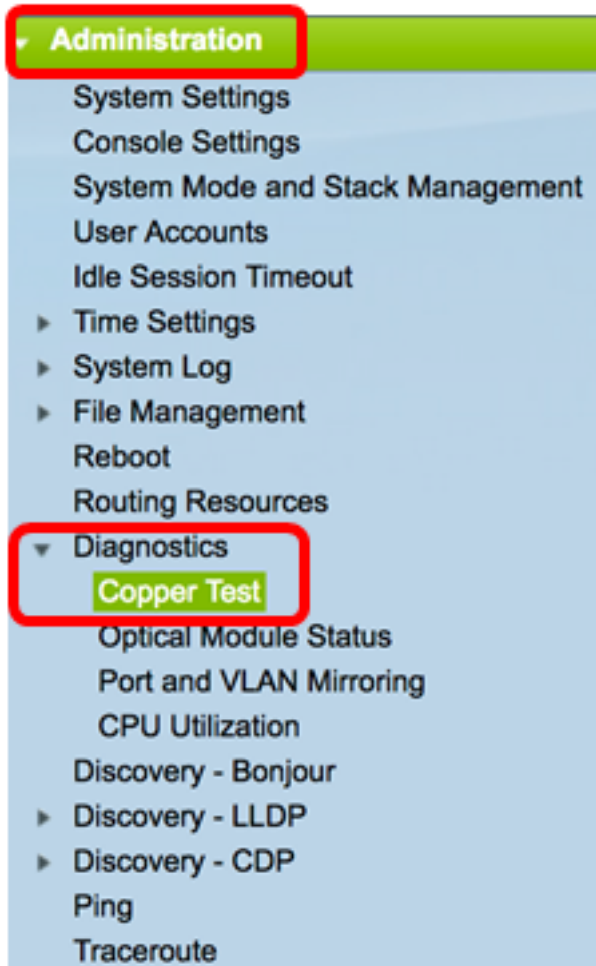 Administration
System Settings
Console Settings
System Mode and Stack Management
User Accounts
Idle Session Timeout
Time Settings
System Log
File Management
Reboot
Routing Resources
Diagnostics
Copper Test
Optical Module Status
Port and VLAN Mirroring
CPU Utilization
Discovery - Bonjour
Discovery - LLDP
Discovery - CDP
Ping
Traceroute